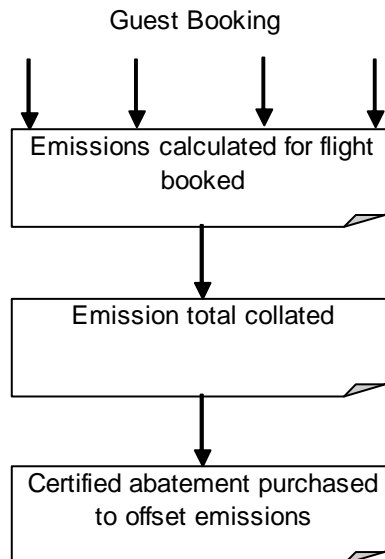 Guest Booking
Emissions calculated for flight
booked
Emission total collated
Certified abatement purchased
to offset emissions